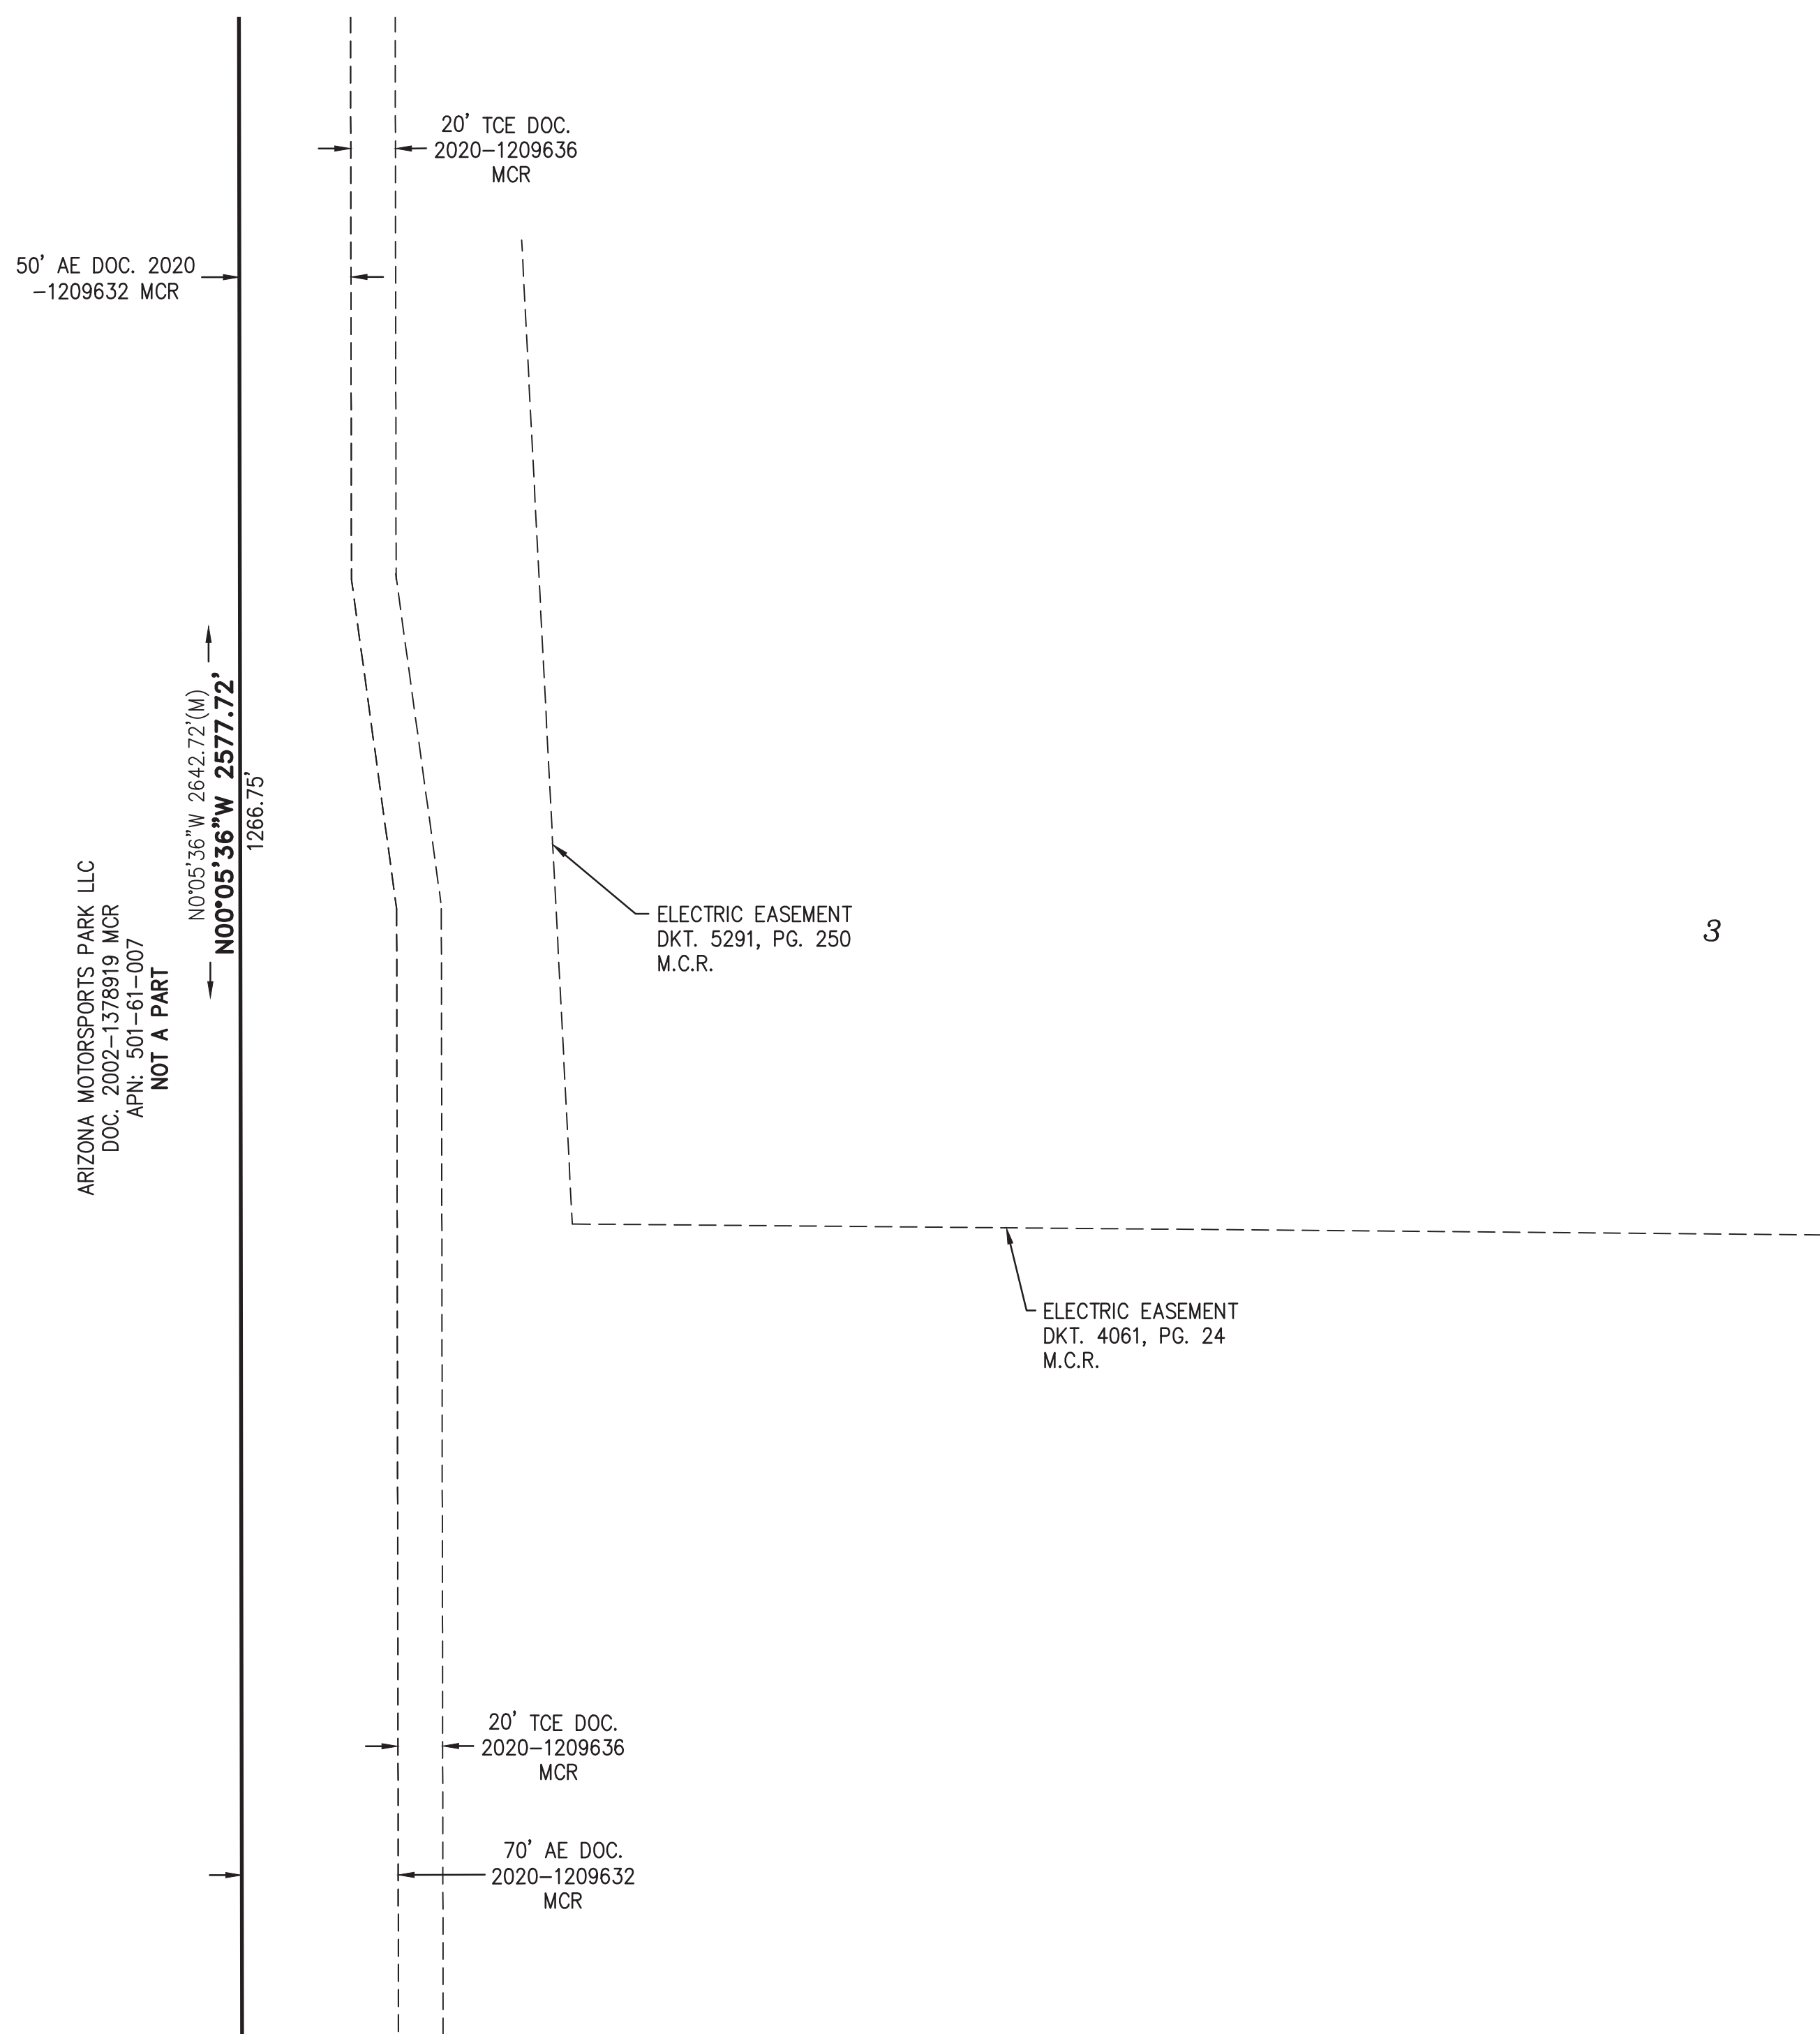 20' TCE DOC.
2020-1209636
MCR
50' AE DOC. 2020
-1209632 MCR
N0°05'36"W 2642.72'(M)
N00°05'36"W 2577.72'
1266.75'
ARIZONA MOTORSPORTS PARK LLC
DOC. 2002-1378919 MCR
APN: 501-61-007
NOT A PART
ELECTRIC EASEMENT
DKT. 5291, PG. 250
M.C.R.
3
ELECTRIC EASEMENT
DKT. 4061, PG. 24
M.C.R.
20' TCE DOC.
2020-1209636
MCR
70' AE DOC.
2020-1209632
MCR